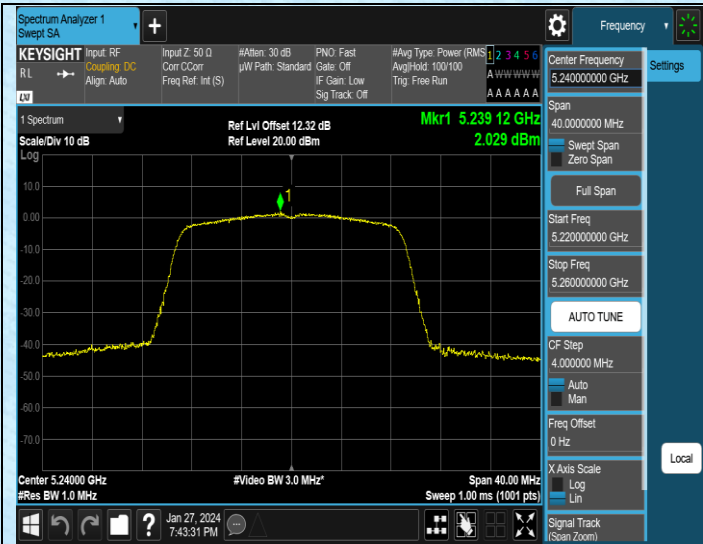 Spectrum Analyzer 1
Swept SA
Frequency
KEYSIGHT
RL
LXI
Input: RF
Coupling: DC
Align: Auto
Input Z: 50 Ω
Corr CCorr
Freq Ref: Int (S)
#Atten: 30 dB
µW Path: Standard
PNO: Fast
Gate: Off
IF Gain: Low
Sig Track: Off
#Avg Type: Power (RMS
Avg|Hold: 100/100
Trig: Free Run
1 2 3 4 5 6
A W W W W W
A A A A A A
1 Spectrum
Scale/Div 10 dB
Log
Ref Lvl Offset 12.32 dB
Ref Level 20.00 dBm
Mkr1 5.239 12 GHz
2.029 dBm
1
10.0
0.00
-10.0
-20.0
-30.0
-40.0
-50.0
-60.0
-70.0
Center 5.24000 GHz
#Res BW 1.0 MHz
#Video BW 3.0 MHz*
Span 40.00 MHz
Sweep 1.00 ms (1001 pts)
Jan 27, 2024
7:43:31 PM
?
Center Frequency
5.240000000 GHz
Settings
Span
40.0000000 MHz
Swept Span
Zero Span
Full Span
Start Freq
5.220000000 GHz
Stop Freq
5.260000000 GHz
AUTO TUNE
CF Step
4.000000 MHz
Auto
Man
Freq Offset
0 Hz
X Axis Scale
Log
Lin
Signal Track
(Span Zoom)
Local